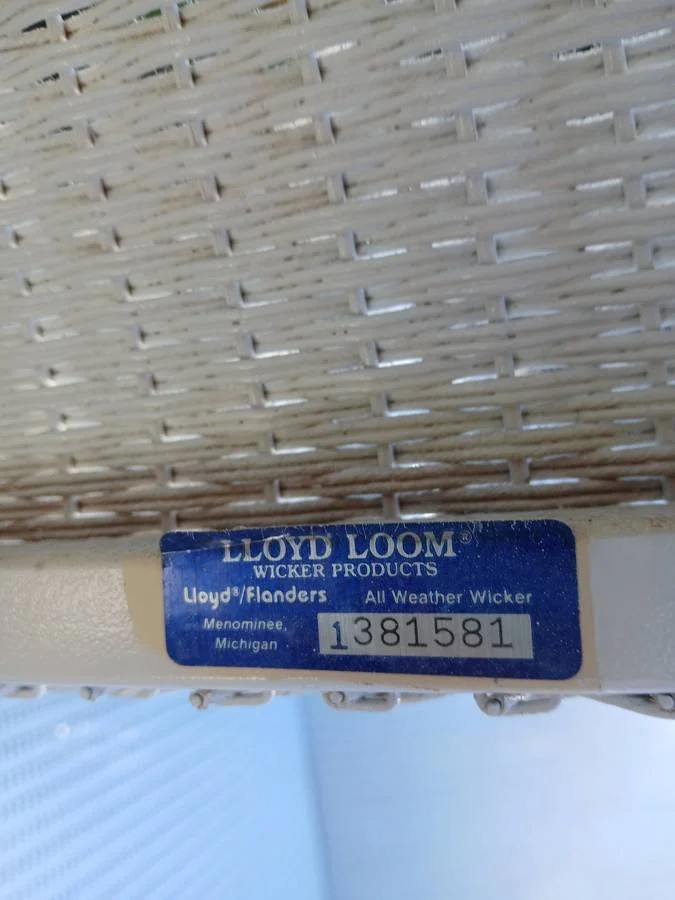 LLOYD LOOM®
WICKER PRODUCTS
Lloyd®/Flanders All Weather Wicker
Menominee,
Michigan
1381581